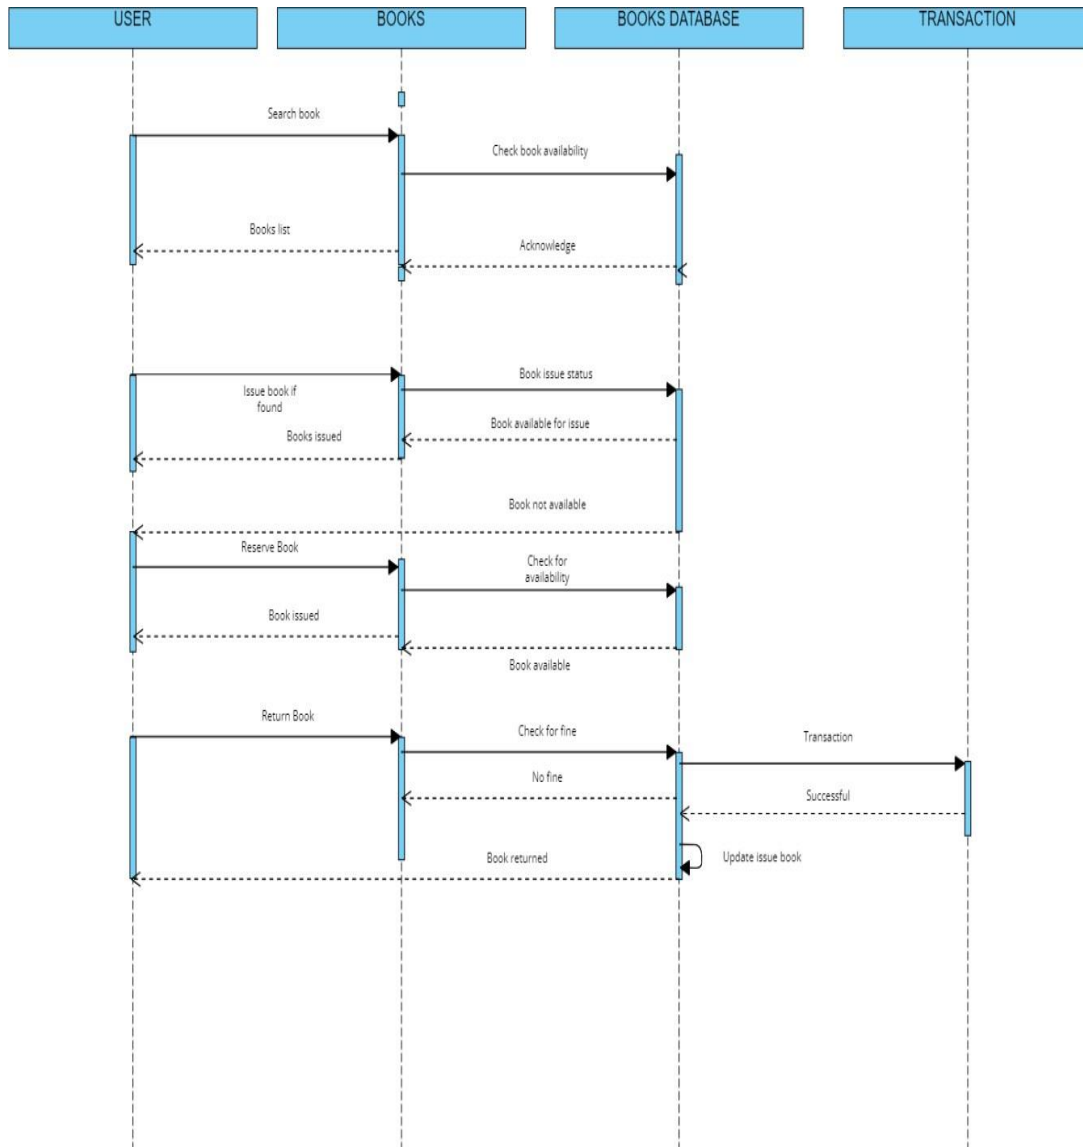 USER
BOOKS
BOOKS DATABASE
TRANSACTION
Search book
Check book availability
Books list
Acknowledge
Issue book if
found
Book issue status
Book available for issue
Books issued
Book not available
Reserve Book
Check for
availability
Book issued
Book available
Return Book
Check for fine
Transaction
No fine
Successful
Update issue book
Book returned